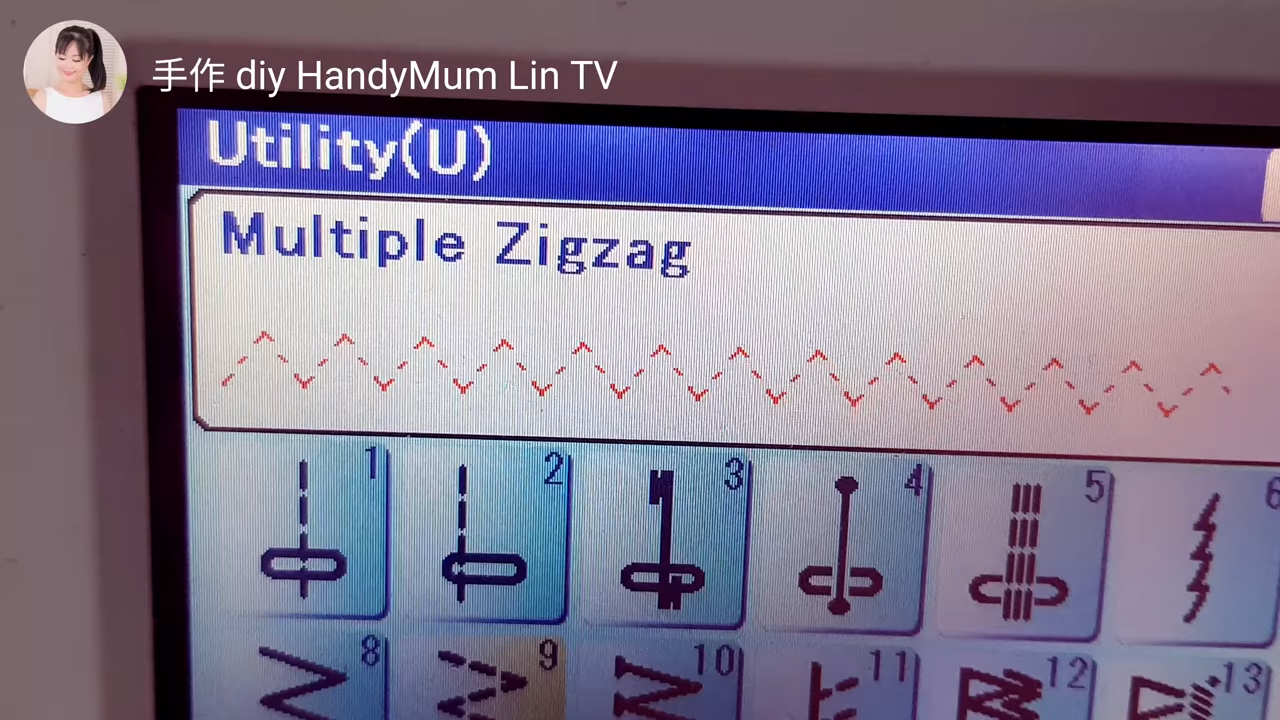 手作 diy HandyMum Lin TV
Utility(U)
Multiple Zigzag
1 2 3 4 5 6
8 9 10 11 12 13